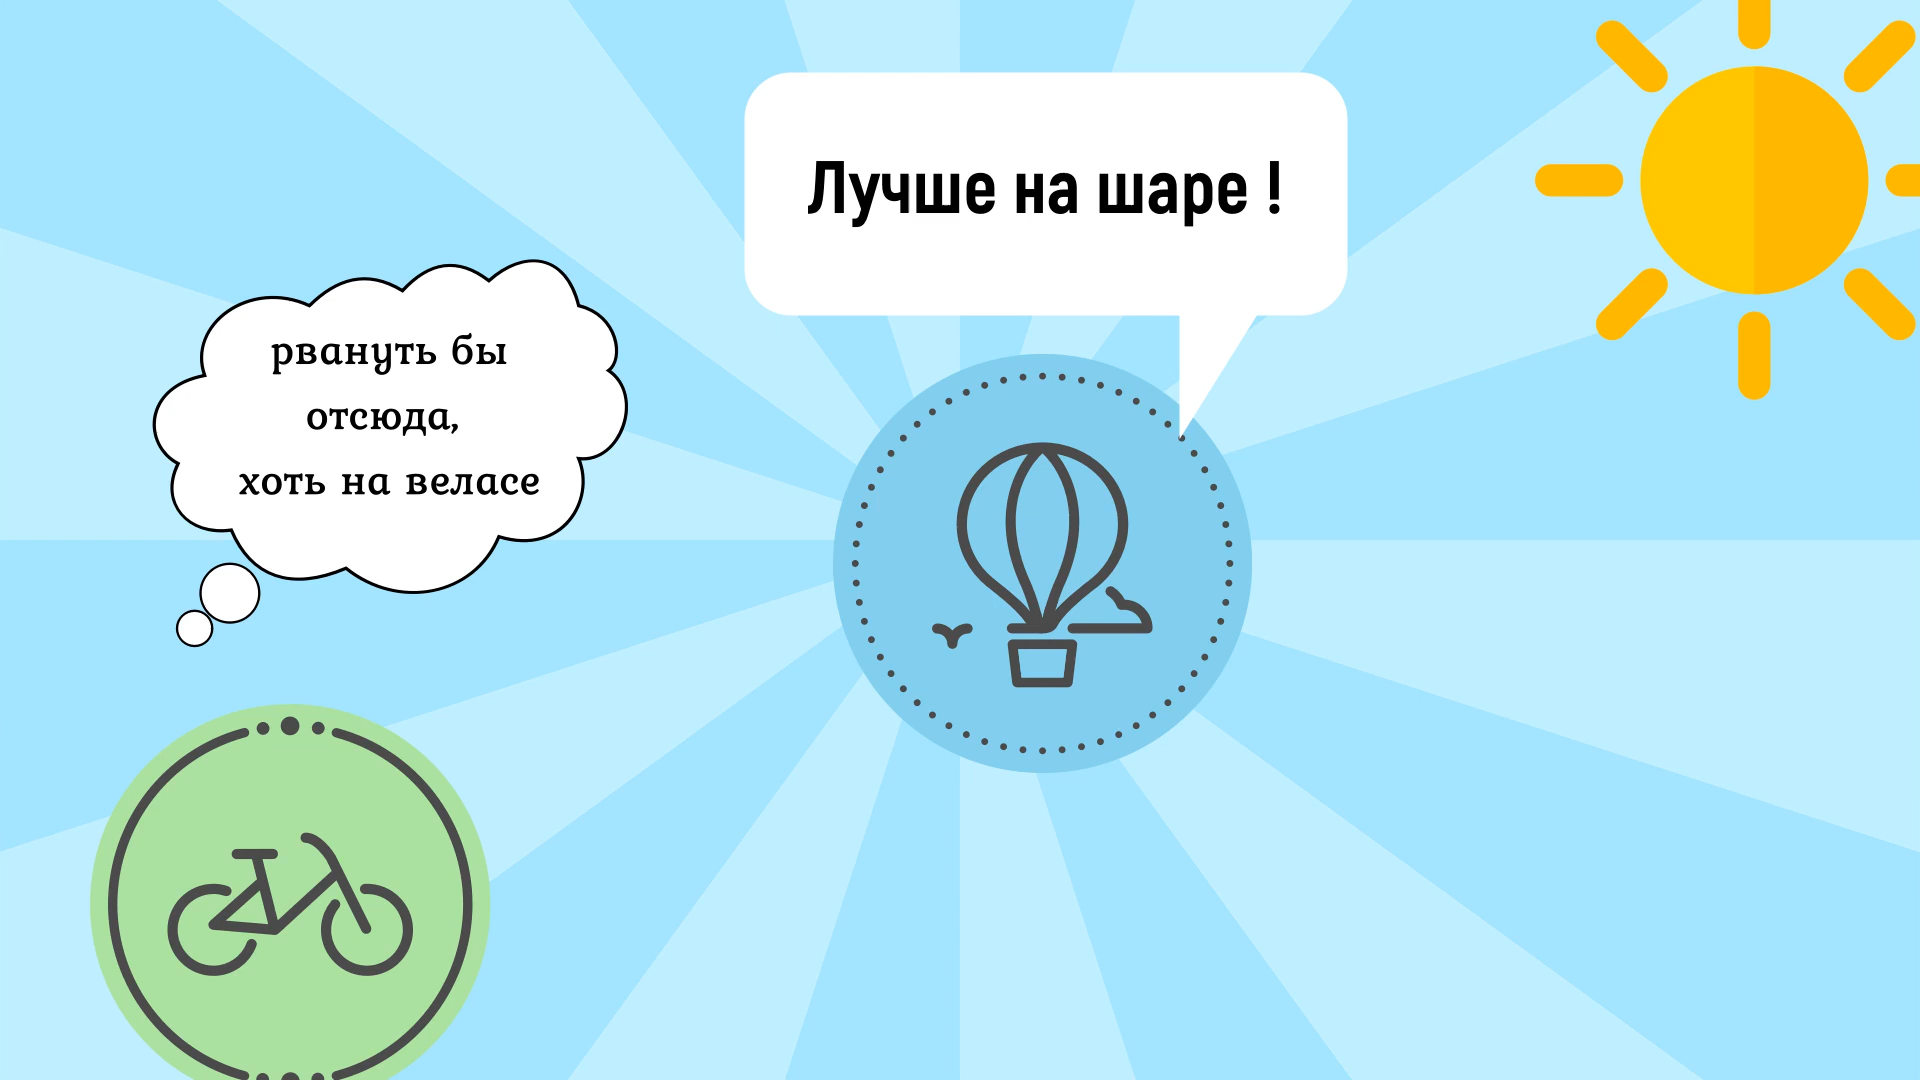 Лучше на шаре !
рвануть бы
отсюда,
хоть на веласе